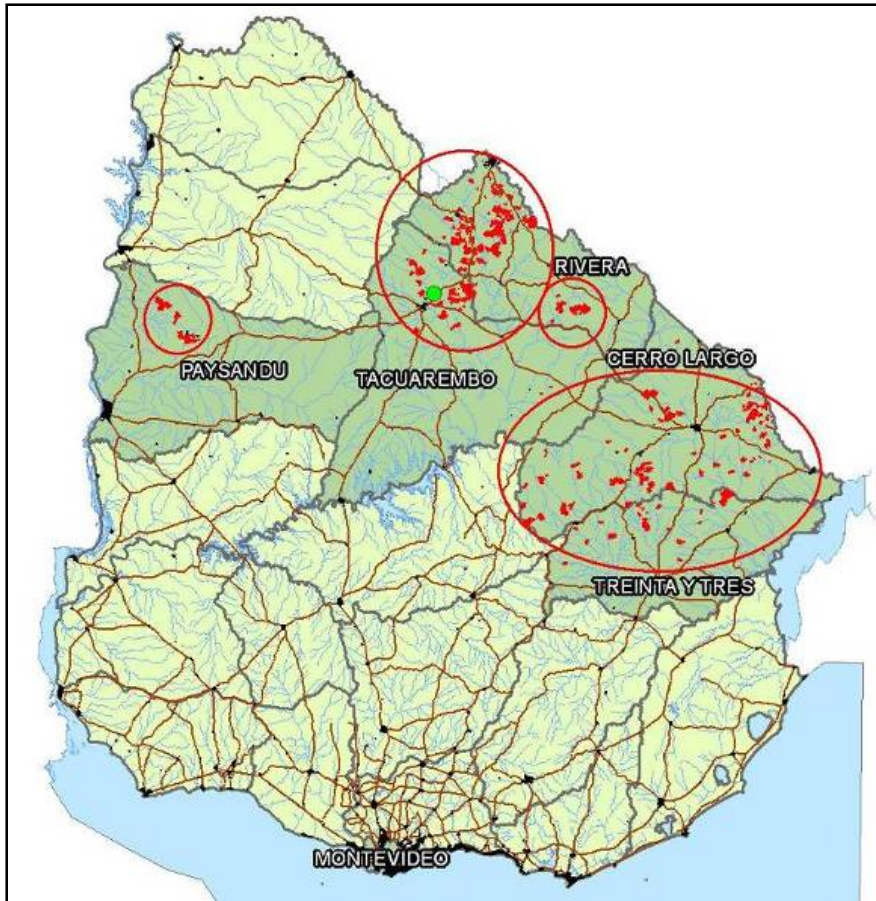 RIVERA
CERRO LARGO
PAYSANDU
TACUAREMBO
TREINTA Y TRES
MONTEVIDEO